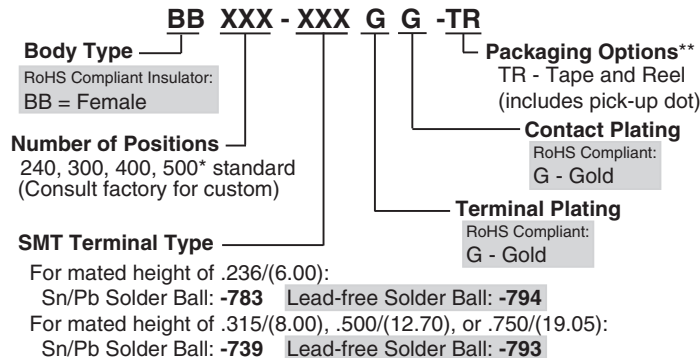 BB XXX - XXX G G -TR
Body Type
RoHS Compliant Insulator:
BB = Female
Packaging Options**
TR - Tape and Reel
(includes pick-up dot)
Number of Positions
240, 300, 400, 500* standard
(Consult factory for custom)
Contact Plating
RoHS Compliant:
G - Gold
Terminal Plating
RoHS Compliant:
G - Gold
SMT Terminal Type
For mated height of .236/(6.00):
Sn/Pb Solder Ball: -783 Lead-free Solder Ball: -794
For mated height of .315/(8.00), .500/(12.70), or .750/(19.05):
Sn/Pb Solder Ball: -739 Lead-free Solder Ball: -793